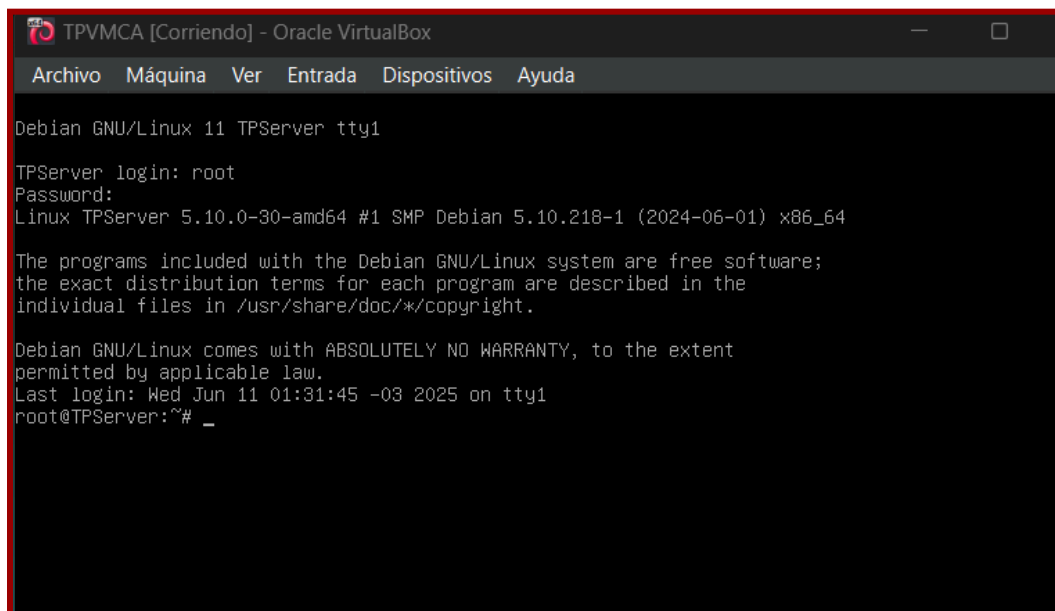 TPVMCA [Corriendo] - Oracle VirtualBox
Archivo Máquina Ver Entrada Dispositivos Ayuda
Debian GNU/Linux 11 TPServer tty1
TPServer login: root
Password:
Linux TPServer 5.10.0-30-amd64 #1 SMP Debian 5.10.218-1 (2024-06-01) x86_64
The programs included with the Debian GNU/Linux system are free software;
the exact distribution terms for each program are described in the
individual files in /usr/share/doc/*/copyright.
Debian GNU/Linux comes with ABSOLUTELY NO WARRANTY, to the extent
permitted by applicable law.
Last login: Wed Jun 11 01:31:45 -03 2025 on tty1
root@TPServer:~# _